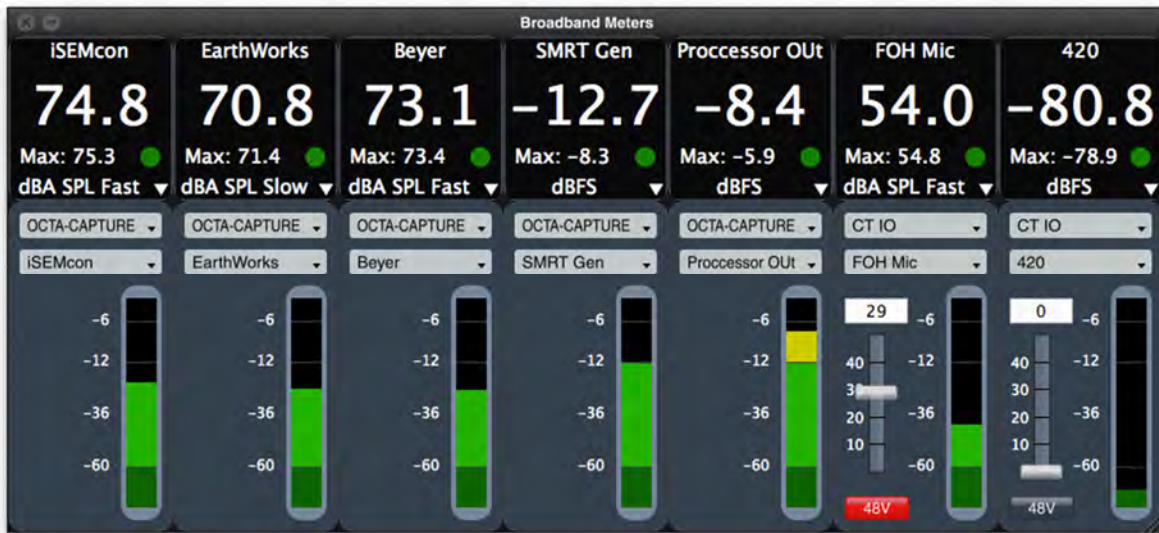 Broadband Meters
iSEMcon EarthWorks Beyer SMRT Gen Proccessor OUt FOH Mic 420
74.8 70.8 73.1 -12.7 -8.4 54.0 -80.8
Max: 75.3 Max: 71.4 Max: 73.4 Max: -8.3 Max: -5.9 Max: 54.8 Max: -78.9
dBA SPL Fast dBA SPL Slow dBA SPL Fast dBFS dBFS dBA SPL Fast dBFS
OCTA-CAPTURE OCTA-CAPTURE OCTA-CAPTURE OCTA-CAPTURE OCTA-CAPTURE CT IO CT IO
iSEMcon EarthWorks Beyer SMRT Gen Proccessor OUt FOH Mic 420
29 0
-6 -6 -6 -6 -6 -6 -6
-12 -12 -12 -12 -12 40 -12 40 -12
30 30
-36 -36 -36 -36 -36 20 -36 20 -36
10 10
-60 -60 -60 -60 -60 -60 -60
48V 48V